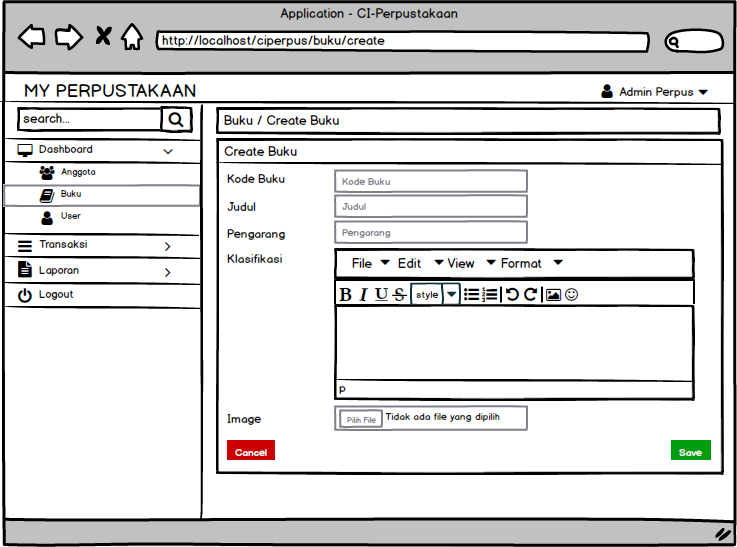 Application - CI-Perpustakaan
http://localhost/ciperpus/buku/create
MY PERPUSTAKAAN
Admin Perpus
search...
Dashboard
Anggota
Buku
User
Transaksi
Laporan
Logout
Buku / Create Buku
Create Buku
Kode Buku
Kode Buku
Judul
Judul
Pengarang
Pengarang
Klasifikasi
File Edit View Format
B I U S style
p
Image
Pilih File Tidak ada file yang dipilih
Cancel
Save